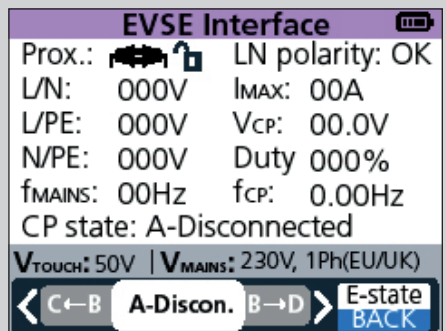 EVSE Interface
Prox.: LN polarity: OK
L/N: 000V IMAX: 00A
L/PE: 000V VCP: 00.0V
N/PE: 000V Duty 000%
fMAINS: 00Hz fCP: 0.00Hz
CP state: A-Disconnected
VTOUCH: 50V | VMAINS: 230V, 1Ph(EU/UK)
C←B A-Discon. B→D E-state
BACK